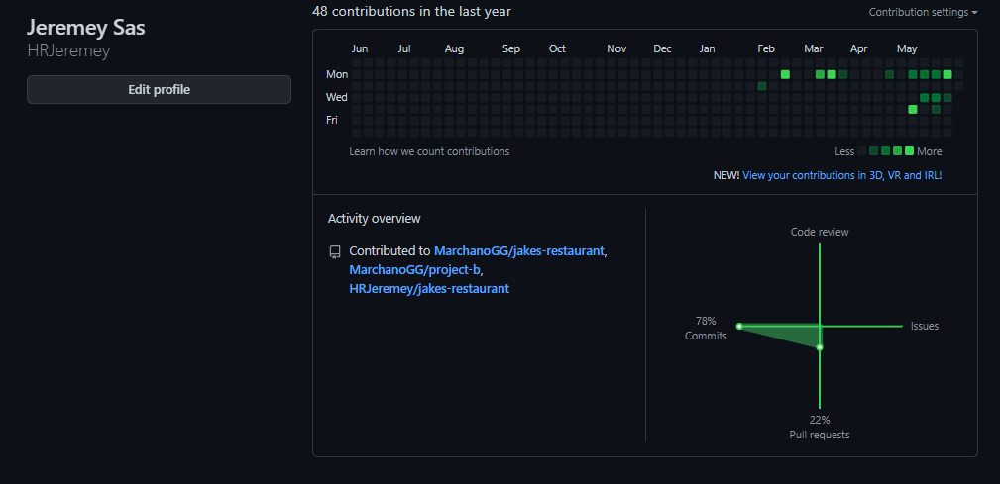 Jeremey Sas
HRJeremey
Edit profile
48 contributions in the last year
Contribution settings
Jun Jul Aug Sep Oct Nov Dec Jan Feb Mar Apr May
Mon
Wed
Fri
Learn how we count contributions
Less More
NEW! View your contributions in 3D, VR and IRL!
Activity overview
Contributed to MarchanoGG/jakes-restaurant,
MarchanoGG/project-b,
HRJeremey/jakes-restaurant
Code review
78%
Commits
Issues
22%
Pull requests